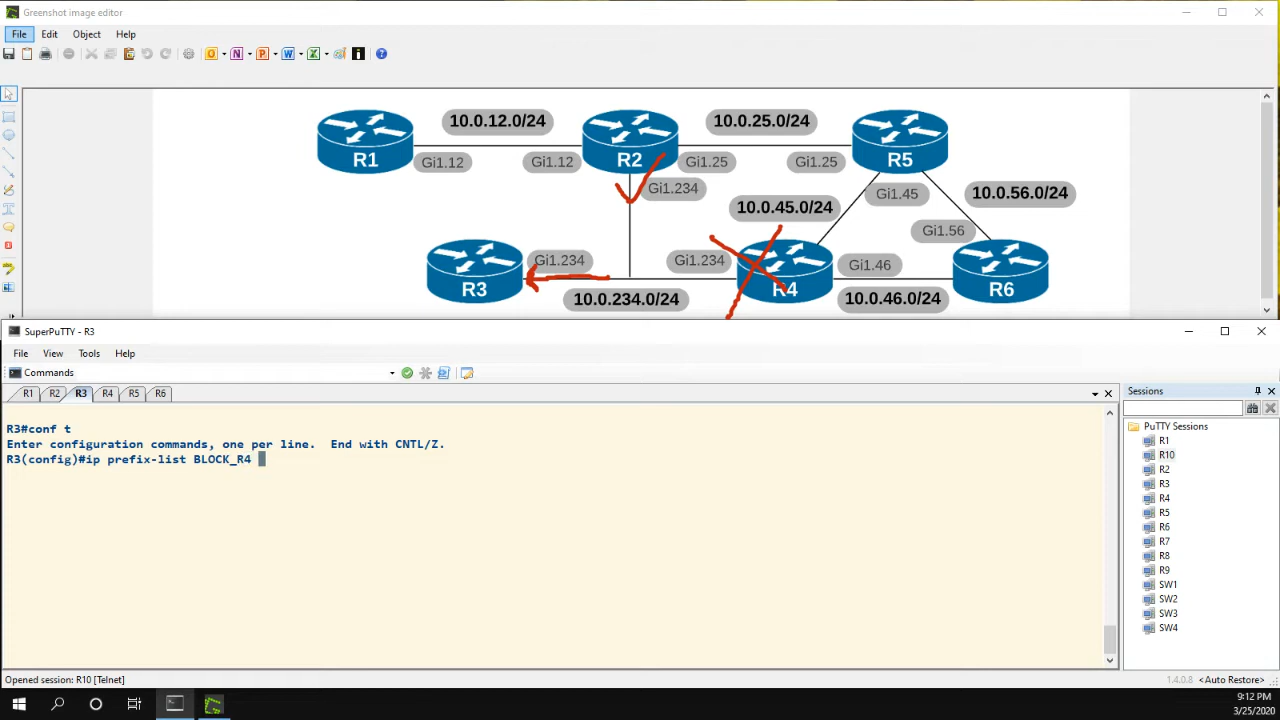 Greenshot image editor
File Edit Object Help
10.0.12.0/24 10.0.25.0/24
R1 R2 R5
Gi1.12 Gi1.12 Gi1.25 Gi1.25
Gi1.234 Gi1.45 10.0.56.0/24
10.0.45.0/24
Gi1.56
Gi1.234 Gi1.234 Gi1.46
R3 R4 R6
10.0.234.0/24 10.0.46.0/24
SuperPuTTY - R3
File View Tools Help
Commands
R1 R2 R3 R4 R5 R6
Sessions
R3#conf t
Enter configuration commands, one per line.  End with CNTL/Z.
R3(config)#ip prefix-list BLOCK_R4
PuTTY Sessions
R1
R10
R2
R3
R4
R5
R6
R7
R8
R9
SW1
SW2
SW3
SW4
Opened session: R10 [Telnet] 1.4.0.8 <Auto Restore>
9:12 PM
3/25/2020